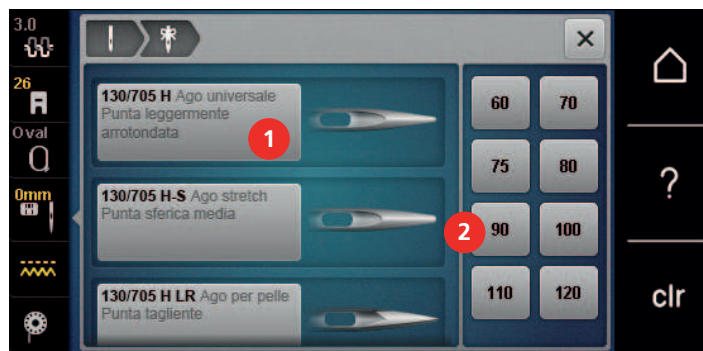 3.0
26
Oval
0mm
130/705 H Ago universale
Punta leggermente
arrotondata
1
130/705 H-S Ago stretch
Punta sferica media
2
130/705 H LR Ago per pelle
Punta tagliente
60 70
75 80
90 100
110 120
?
clr